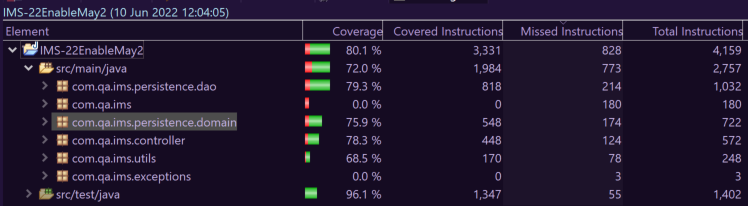 IMS-22EnableMay2 (10 Jun 2022 12:04:05)
Element Coverage Covered Instructions Missed Instructions Total Instructions
IMS-22EnableMay2 80.1 % 3,331 828 4,159
src/main/java 72.0 % 1,984 773 2,757
com.qa.ims.persistence.dao 79.3 % 818 214 1,032
com.qa.ims 0.0 % 0 180 180
com.qa.ims.persistence.domain 75.9 % 548 174 722
com.qa.ims.controller 78.3 % 448 124 572
com.qa.ims.utils 68.5 % 170 78 248
com.qa.ims.exceptions 0.0 % 0 3 3
src/test/java 96.1 % 1,347 55 1,402